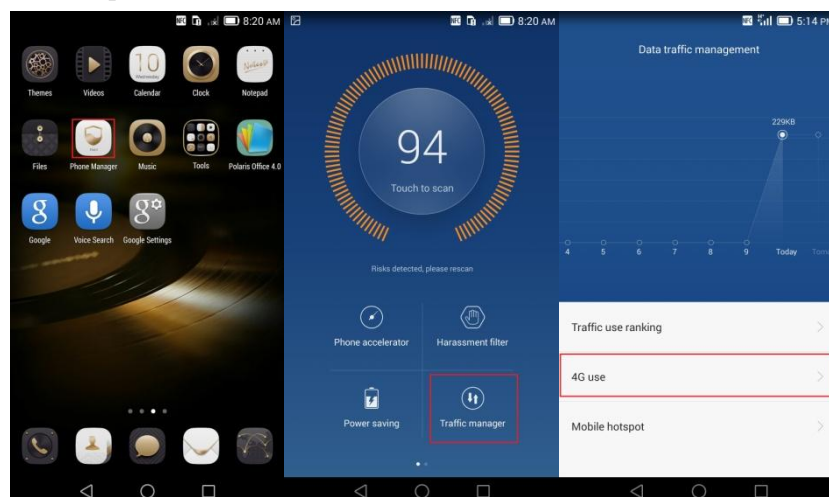 8:20 AM
Themes
Videos
10
Calendar
Clock
Notepad
Files
Phone Manager
Music
Tools
Polaris Office 4.0
Google
Voice Search
Google Settings
8:20 AM
94
Touch to scan
Risks detected, please rescan
Phone accelerator
Harassment filter
Power saving
Traffic manager
5:14 PM
Data traffic management
229KB
4 5 6 7 8 9 Today
Traffic use ranking
4G use
Mobile hotspot